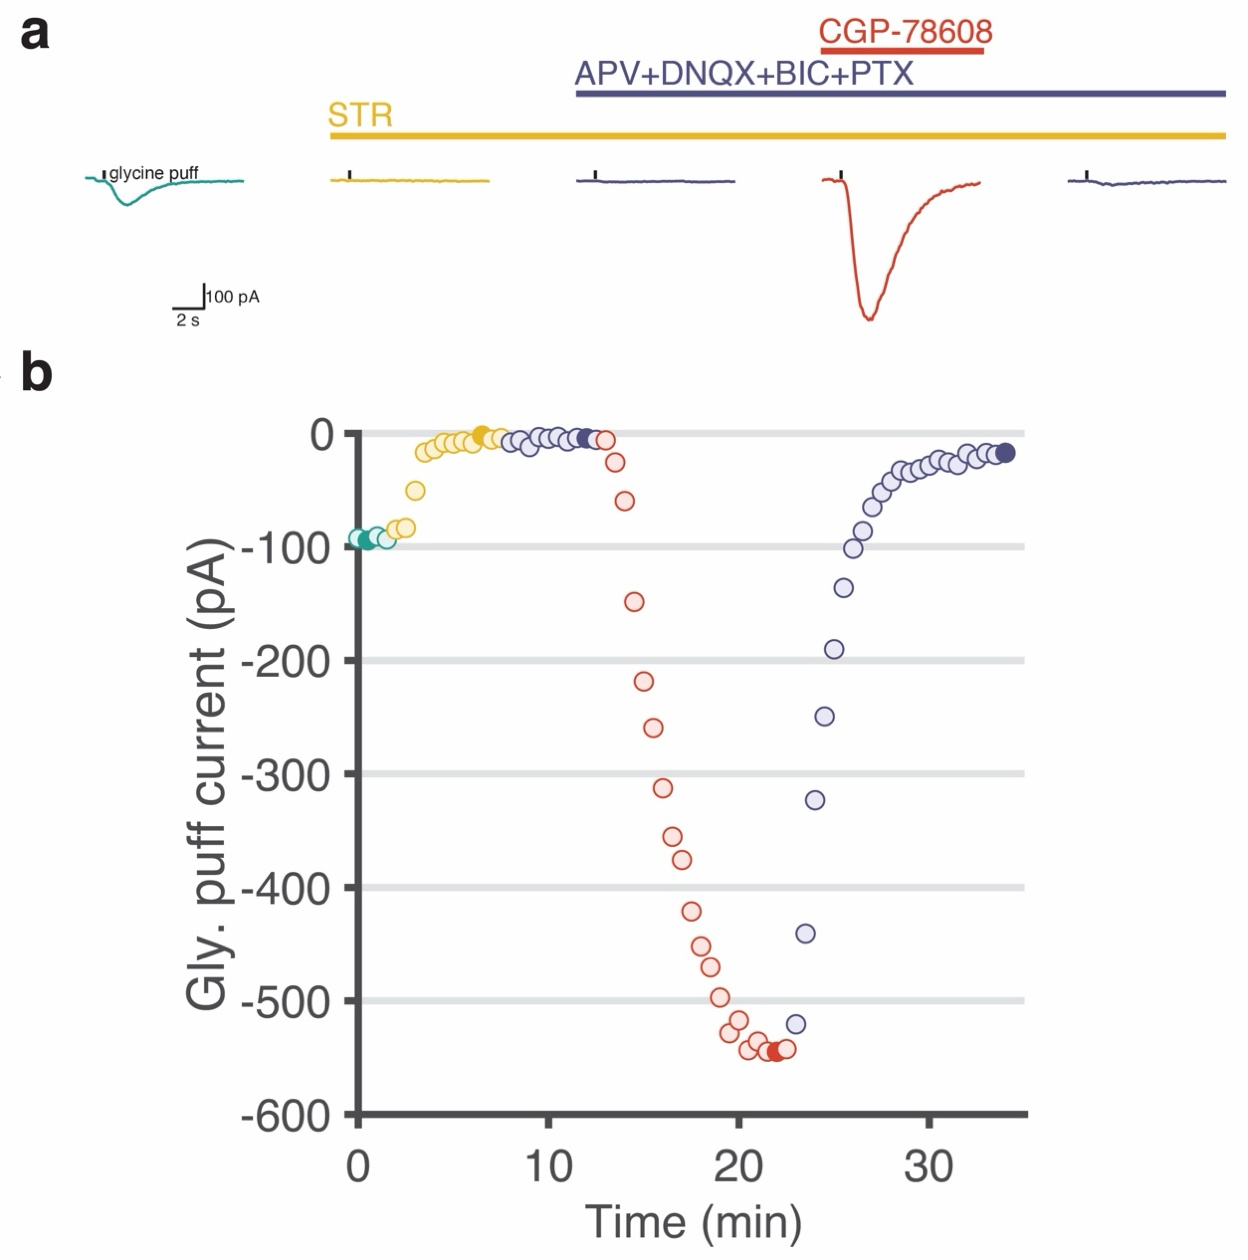 a
CGP-78608
APV+DNQX+BIC+PTX
STR
glycine puff
100 pA
2 s
b
0
-100
-200
-300
-400
-500
-600
Gly. puff current (pA)
0 10 20 30
Time (min)